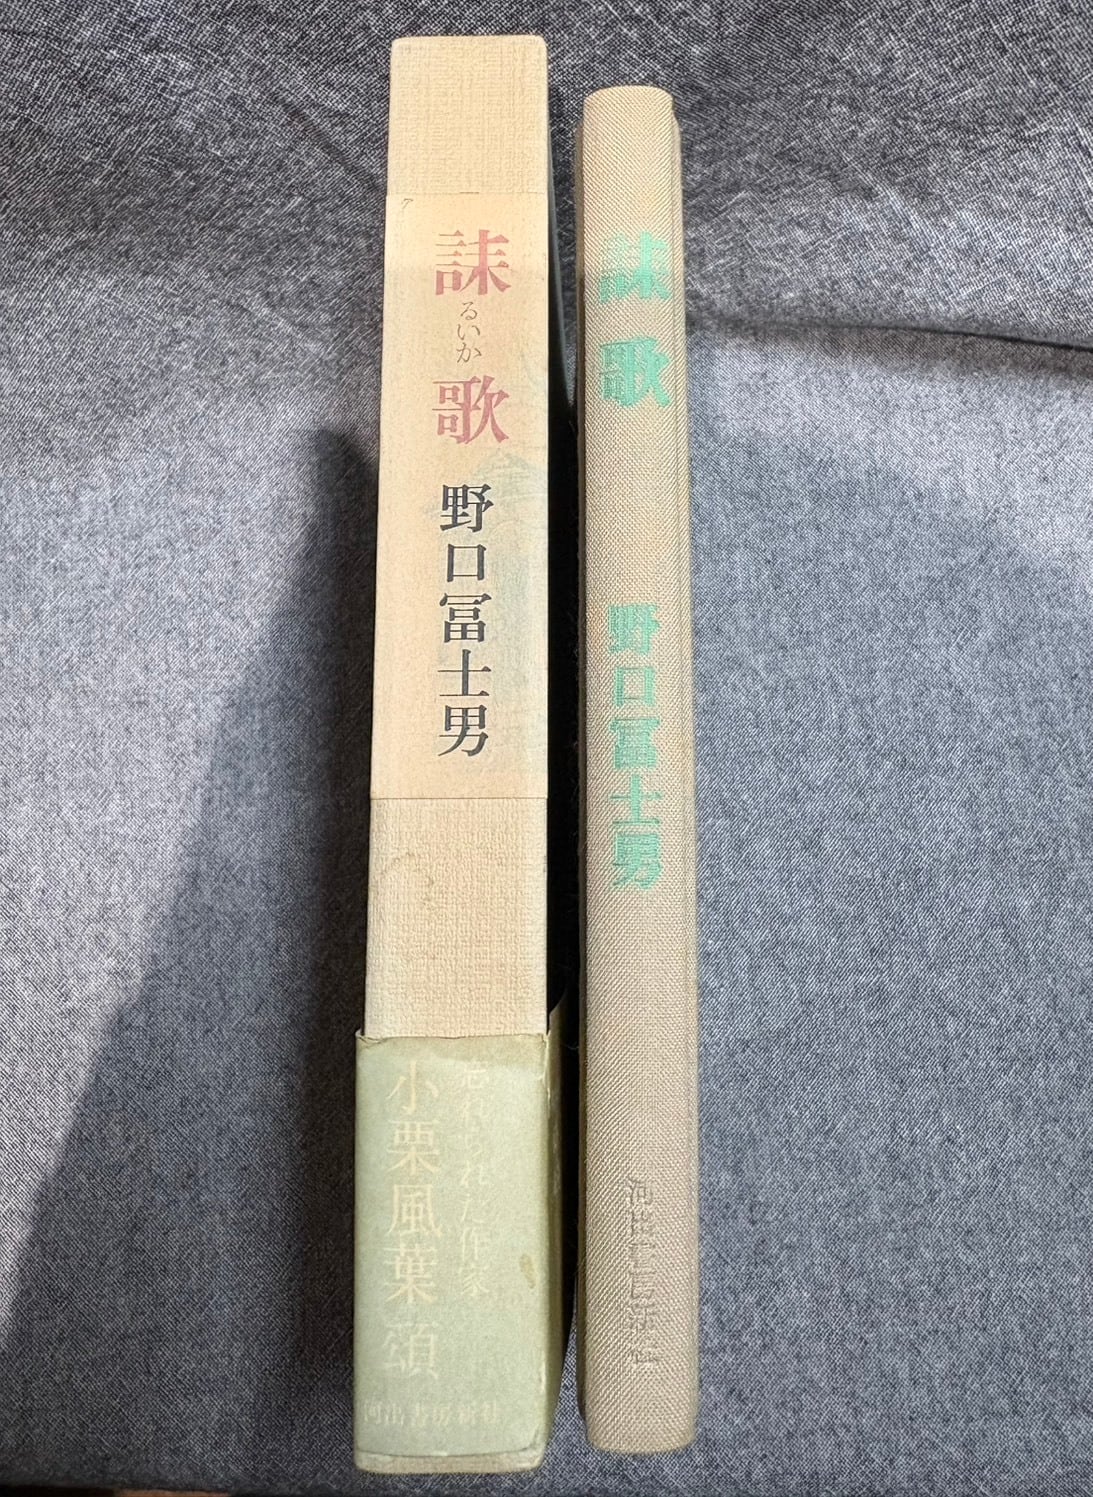 誄歌
るいか
野口冨士男
忘れられた作家
小栗風葉頌
河出書房新社
誄歌
野口冨士男
河出書房新社